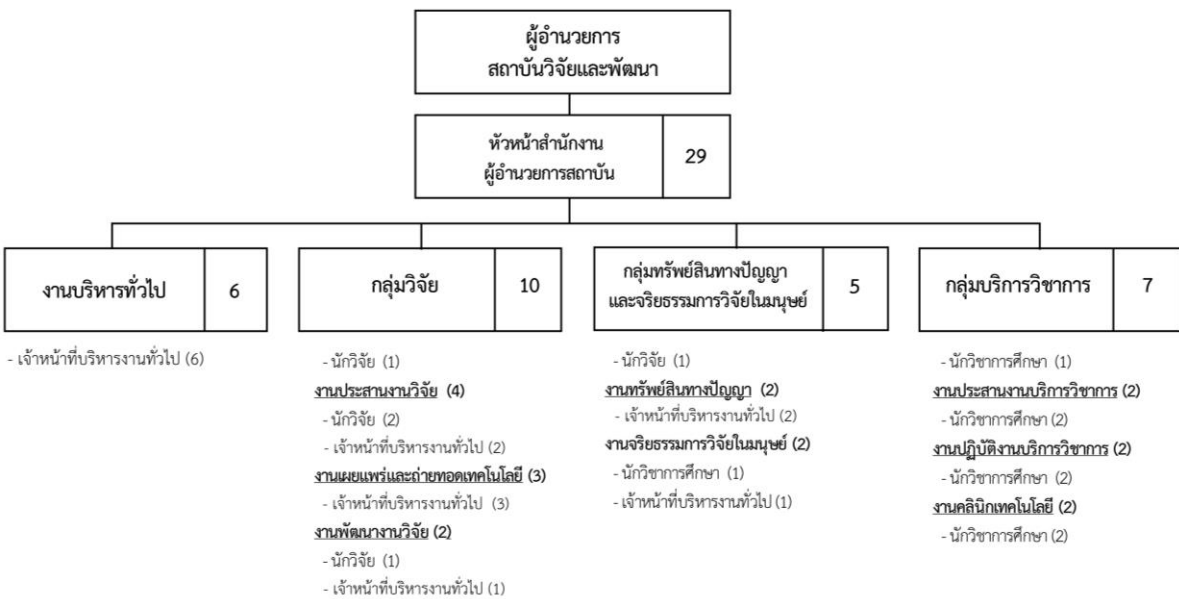 ผู้อำนวยการ
สถาบันวิจัยและพัฒนา
หัวหน้าสำนักงาน
ผู้อำนวยการสถาบัน
29
งานบริหารทั่วไป
6
- เจ้าหน้าที่บริหารงานทั่วไป (6)
กลุ่มวิจัย
10
- นักวิจัย (1)
งานประสานงานวิจัย (4)
- นักวิจัย (2)
- เจ้าหน้าที่บริหารงานทั่วไป (2)
งานเผยแพร่และถ่ายทอดเทคโนโลยี (3)
- เจ้าหน้าที่บริหารงานทั่วไป (3)
งานพัฒนางานวิจัย (2)
- นักวิจัย (1)
- เจ้าหน้าที่บริหารงานทั่วไป (1)
กลุ่มทรัพย์สินทางปัญญา
และจริยธรรมการวิจัยในมนุษย์
5
- นักวิจัย (1)
งานทรัพย์สินทางปัญญา (2)
- เจ้าหน้าที่บริหารงานทั่วไป (2)
งานจริยธรรมการวิจัยในมนุษย์ (2)
- นักวิชาการศึกษา (1)
- เจ้าหน้าที่บริหารงานทั่วไป (1)
กลุ่มบริการวิชาการ
7
- นักวิชาการศึกษา (1)
งานประสานงานบริการวิชาการ (2)
- นักวิชาการศึกษา (2)
งานปฏิบัติงานบริการวิชาการ (2)
- นักวิชาการศึกษา (2)
งานคลินิกเทคโนโลยี (2)
- นักวิชาการศึกษา (2)